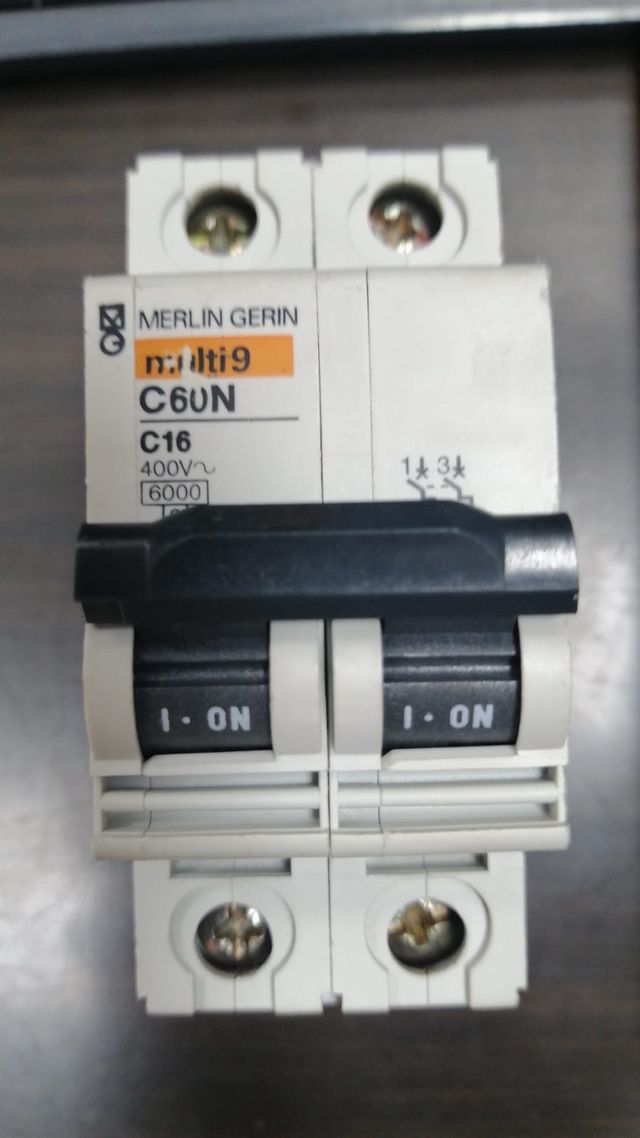 MERLIN GERIN
multi9
C60N
C16
400V~
6000
1 3
I · ON I · ON